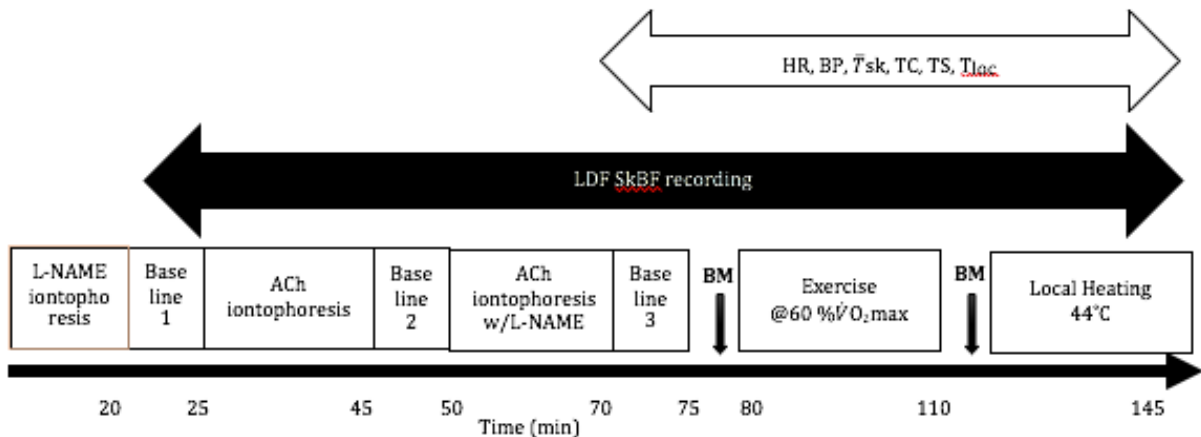 HR, BP, T̄sk, TC, TS, Tloc
LDF SkBF recording
L-NAME
iontopho
resis
Base
line
1
ACh
iontophoresis
Base
line
2
ACh
iontophoresis
w/L-NAME
Base
line
3
BM
Exercise
@60 %V̇O₂max
BM
Local Heating
44°C
20 25 45 50 70 75 80 110 145
Time (min)